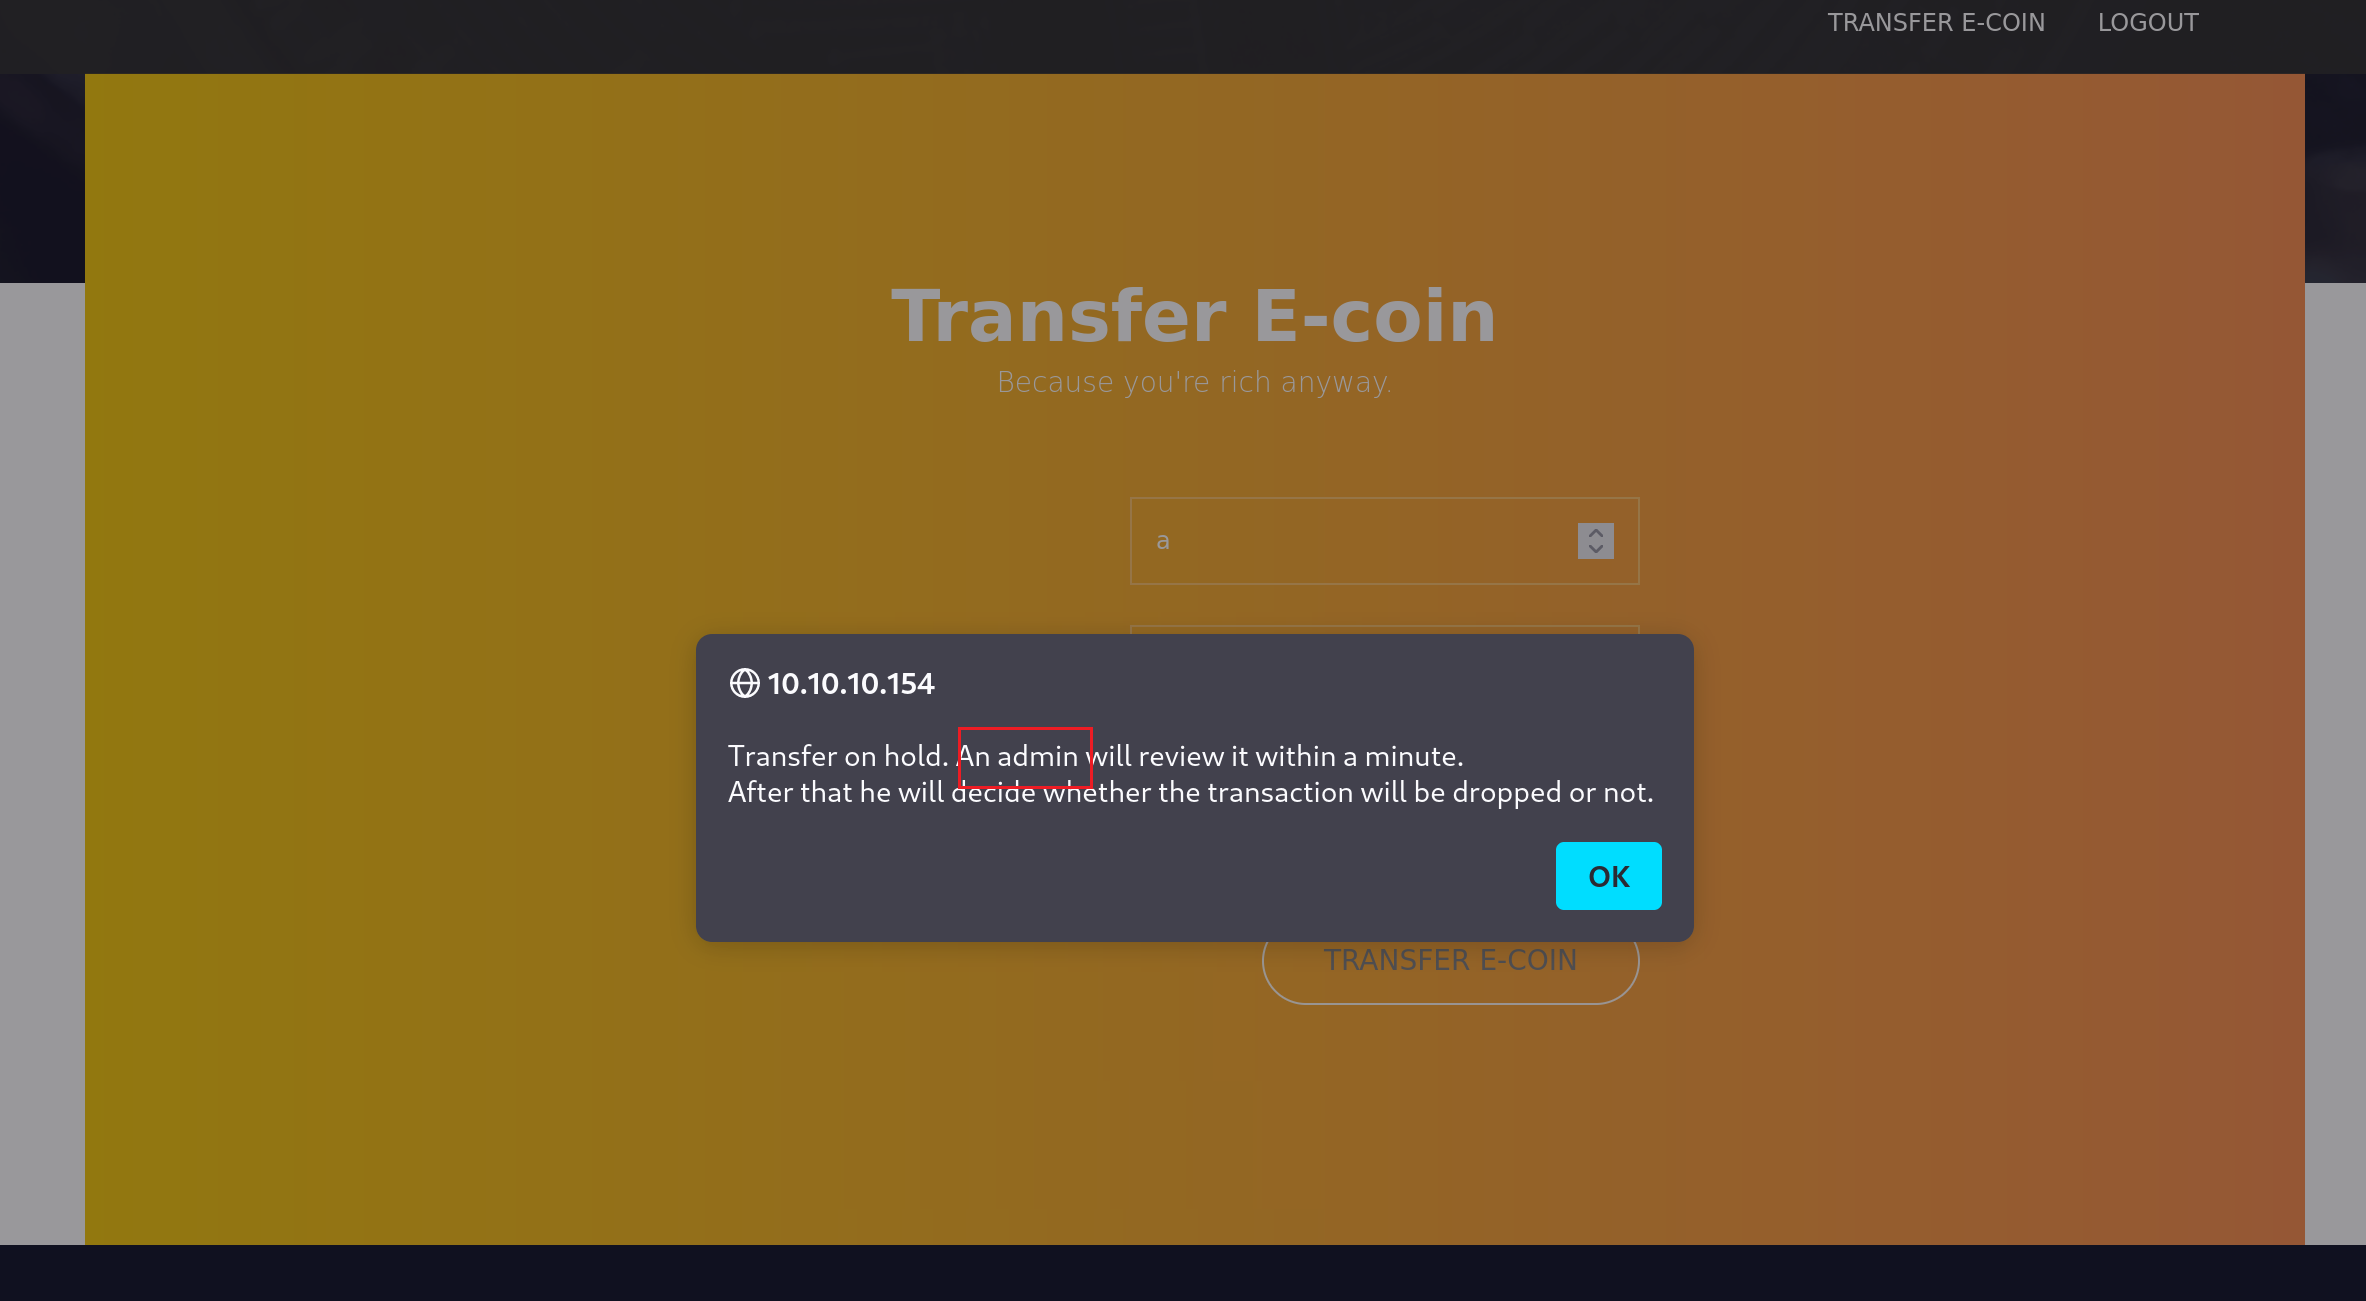 TRANSFER E-COIN LOGOUT
Transfer E-coin
Because you're rich anyway.
a
10.10.10.154
Transfer on hold. An admin will review it within a minute.
After that he will decide whether the transaction will be dropped or not.
OK
TRANSFER E-COIN